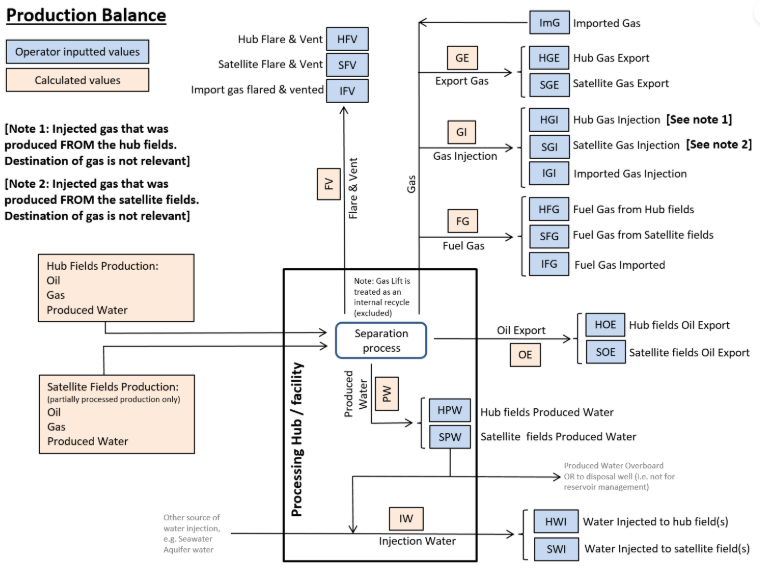 Production Balance
Operator inputted values
Calculated values
[Note 1: Injected gas that was
produced FROM the hub fields.
Destination of gas is not relevant]
[Note 2: Injected gas that was
produced FROM the satellite fields.
Destination of gas is not relevant]
Hub Flare & Vent
HFV
Satellite Flare & Vent
SFV
Import gas flared & vented
IFV
FV
Flare & Vent
Gas
ImG
Imported Gas
GE
Export Gas
HGE
Hub Gas Export
SGE
Satellite Gas Export
GI
Gas Injection
HGI
Hub Gas Injection [See note 1]
SGI
Satellite Gas Injection [See note 2]
IGI
Imported Gas Injection
FG
Fuel Gas
HFG
Fuel Gas from Hub fields
SFG
Fuel Gas from Satellite fields
IFG
Fuel Gas Imported
Hub Fields Production:
Oil
Gas
Produced Water
Satellite Fields Production:
(partially processed production only)
Oil
Gas
Produced Water
Processing Hub / facility
Note: Gas Lift is
treated as an
internal recycle
(excluded)
Separation
process
Oil Export
OE
HOE
Hub fields Oil Export
SOE
Satellite fields Oil Export
Produced
Water
PW
HPW
Hub fields Produced Water
SPW
Satellite fields Produced Water
Produced Water Overboard
OR to disposal well (i.e. not for
reservoir management)
Other source of
water injection,
e.g. Seawater
Aquifer water
IW
Injection Water
HWI
Water Injected to hub field(s)
SWI
Water Injected to satellite field(s)